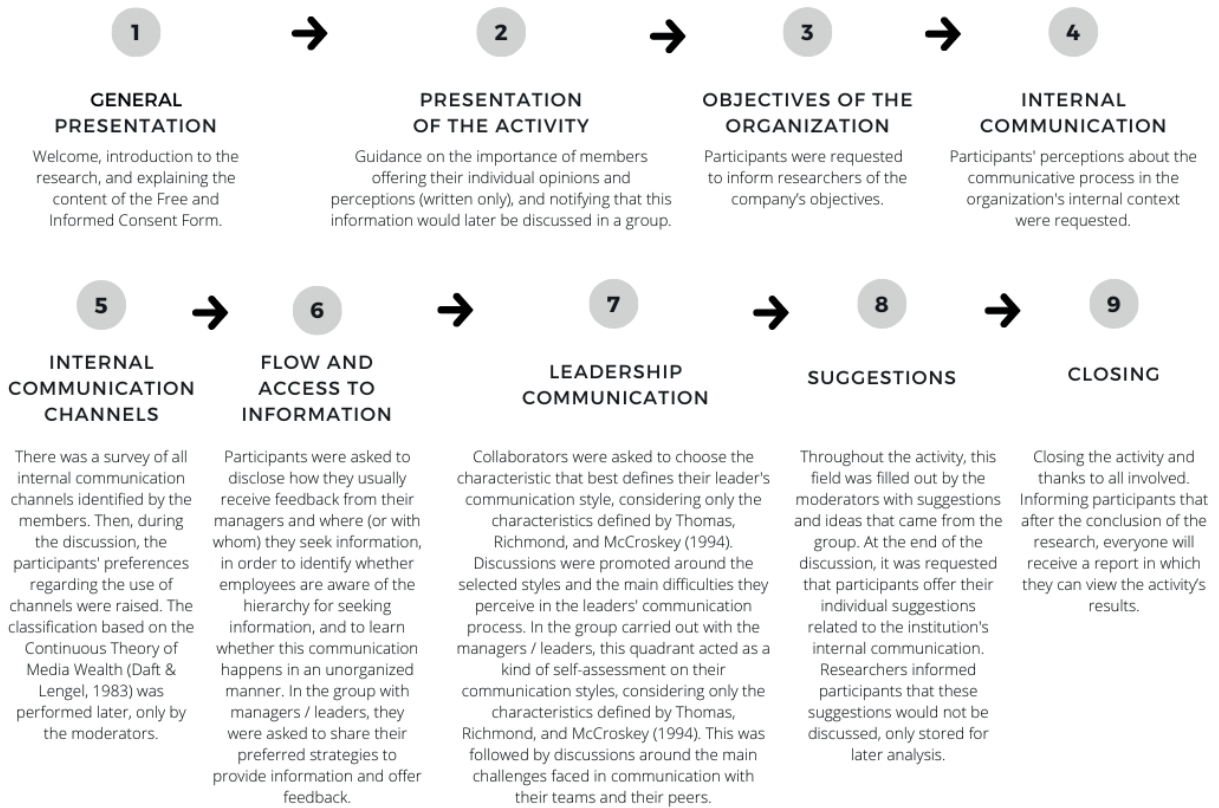 1
GENERAL
PRESENTATION
Welcome, introduction to the
research, and explaining the
content of the Free and
Informed Consent Form.
2
PRESENTATION
OF THE ACTIVITY
Guidance on the importance of members
offering their individual opinions and
perceptions (written only), and notifying that this
information would later be discussed in a group.
3
OBJECTIVES OF THE
ORGANIZATION
Participants were requested
to inform researchers of the
company's objectives.
4
INTERNAL
COMMUNICATION
Participants' perceptions about the
communicative process in the
organization's internal context
were requested.
5
INTERNAL
COMMUNICATION
CHANNELS
There was a survey of all
internal communication
channels identified by the
members. Then, during
the discussion, the
participants' preferences
regarding the use of
channels were raised. The
classification based on the
Continuous Theory of
Media Wealth (Daft &
Lengel, 1983) was
performed later, only by
the moderators.
6
FLOW AND
ACCESS TO
INFORMATION
Participants were asked to
disclose how they usually
receive feedback from their
managers and where (or with
whom) they seek information,
in order to identify whether
employees are aware of the
hierarchy for seeking
information, and to learn
whether this communication
happens in an unorganized
manner. In the group with
managers / leaders, they
were asked to share their
preferred strategies to
provide information and offer
feedback.
7
LEADERSHIP
COMMUNICATION
Collaborators were asked to choose the
characteristic that best defines their leader's
communication style, considering only the
characteristics defined by Thomas,
Richmond, and McCroskey (1994).
Discussions were promoted around the
selected styles and the main difficulties they
perceive in the leaders' communication
process. In the group carried out with the
managers / leaders, this quadrant acted as a
kind of self-assessment on their
communication styles, considering only the
characteristics defined by Thomas,
Richmond, and McCroskey (1994). This was
followed by discussions around the main
challenges faced in communication with
their teams and their peers.
8
SUGGESTIONS
Throughout the activity, this
field was filled out by the
moderators with suggestions
and ideas that came from the
group. At the end of the
discussion, it was requested
that participants offer their
individual suggestions
related to the institution's
internal communication.
Researchers informed
participants that these
suggestions would not be
discussed, only stored for
later analysis.
9
CLOSING
Closing the activity and
thanks to all involved.
Informing participants that
after the conclusion of the
research, everyone will
receive a report in which
they can view the activity's
results.